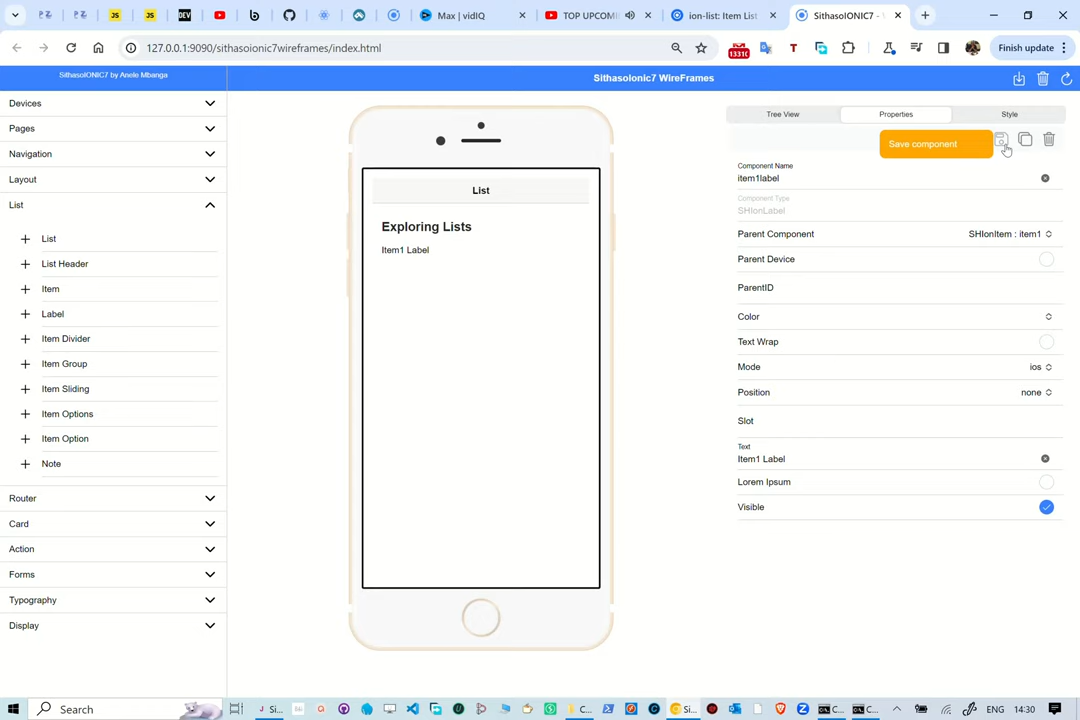 Max | vidIQ
TOP UPCOMI
ion-list: Item List
SithasoIONIC7 -
127.0.0.1:9090/sithasoionic7wireframes/index.html
1331
T
Finish update
SithasoIONIC7 by Anele Mbanga
SithasoIonic7 WireFrames
Devices
Pages
Navigation
Layout
List
List
List Header
Item
Label
Item Divider
Item Group
Item Sliding
Item Options
Item Option
Note
Router
Card
Action
Forms
Typography
Display
List
Exploring Lists
Item1 Label
Tree View
Properties
Style
Save component
Component Name
item1label
Component Type
SHIonLabel
Parent Component
SHIonItem : item1
Parent Device
ParentID
Color
Text Wrap
Mode
ios
Position
none
Slot
Text
Item1 Label
Lorem Ipsum
Visible
Search
Si...
C...
Si...
C...
C...
ENG
14:30